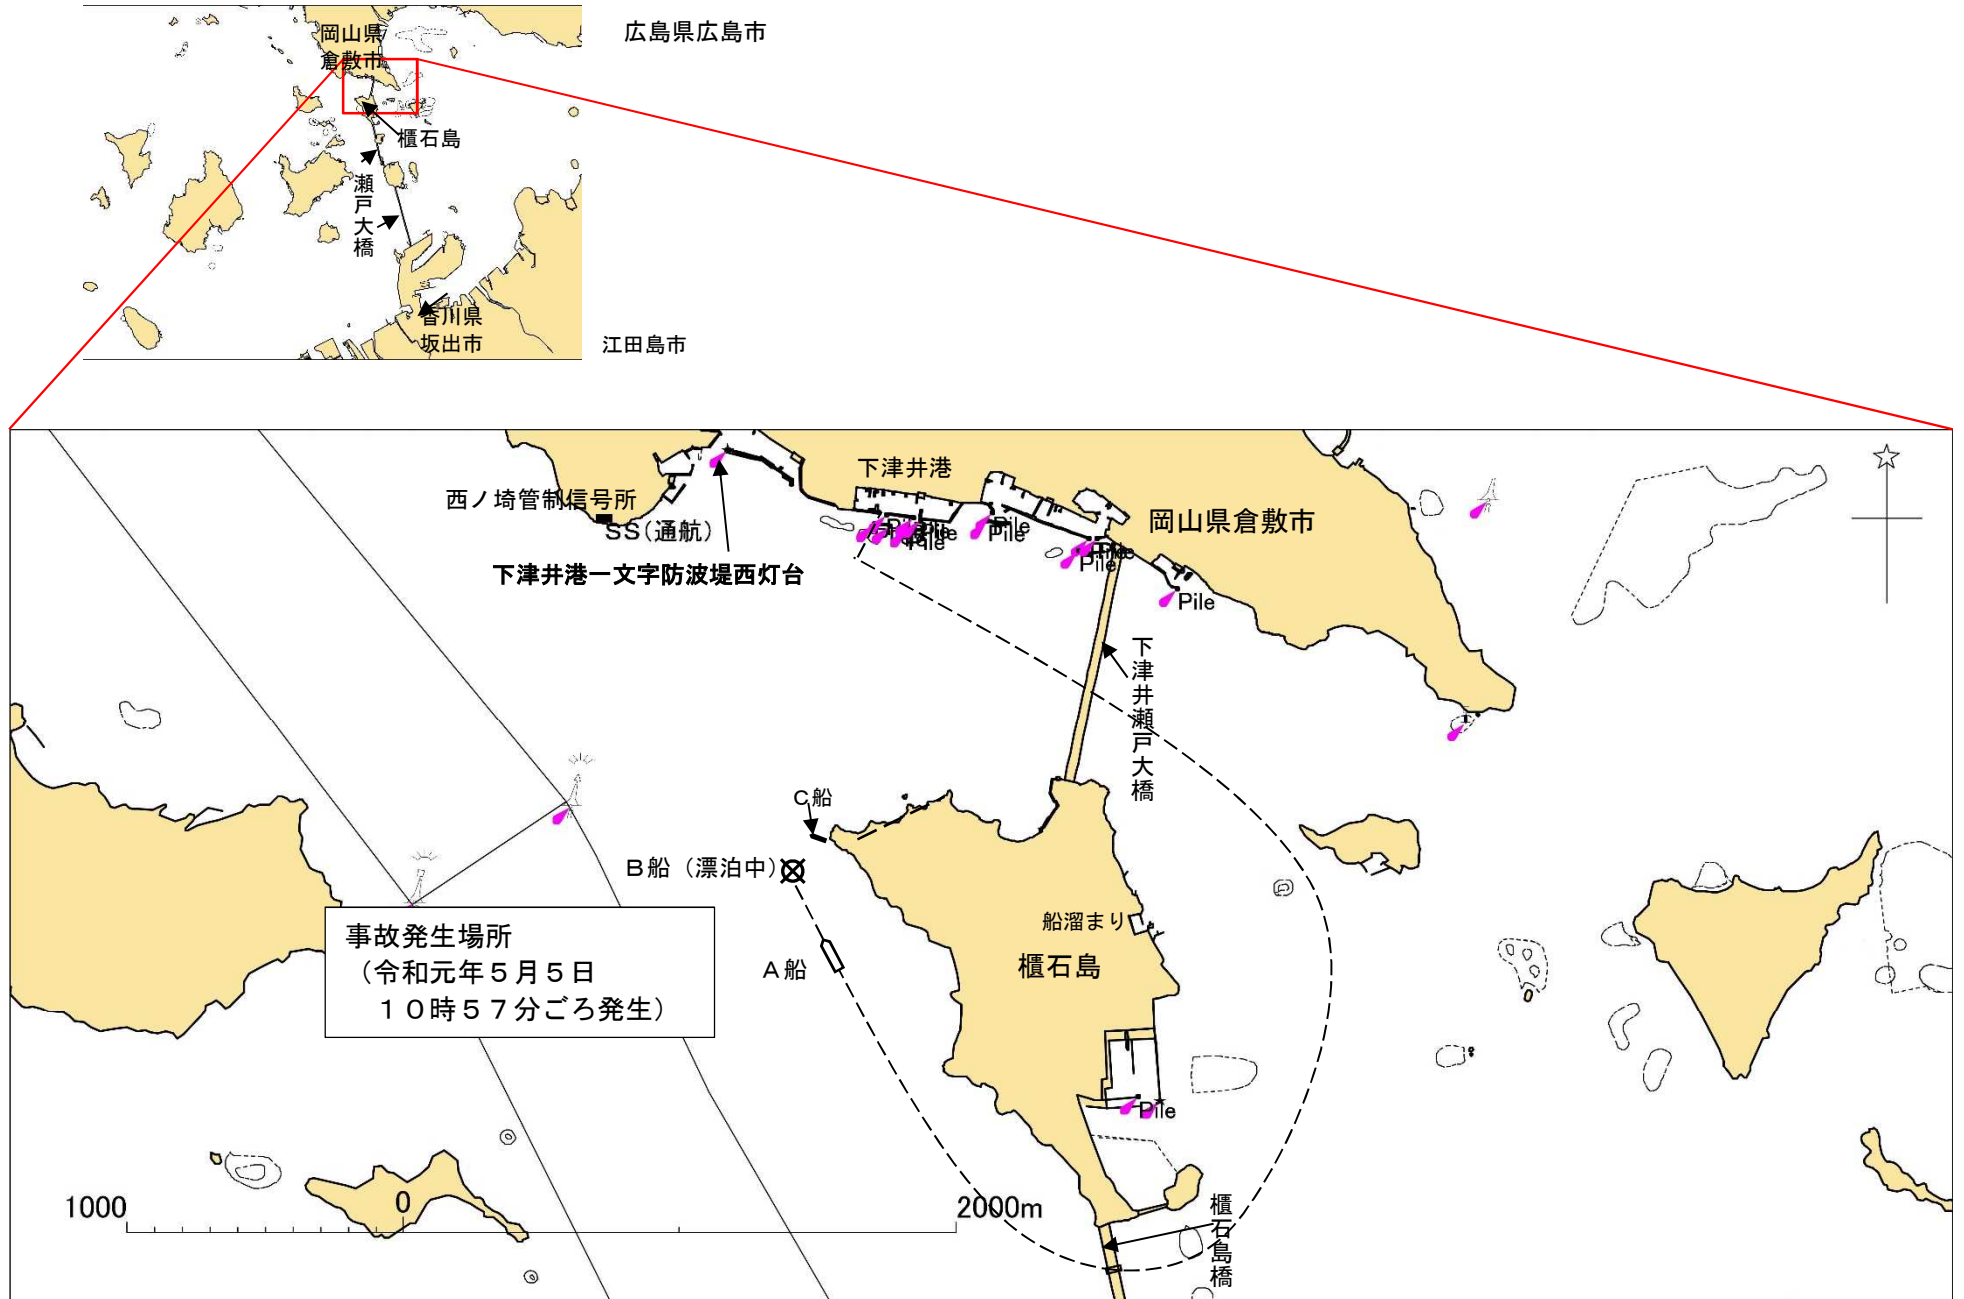 岡山県
倉敷市
広島県広島市
櫃石島
瀬戸大橋
香川県
坂出市
江田島市
下津井港
西ノ埼管制信号所
SS(通航)
下津井港一文字防波堤西灯台
岡山県倉敷市
Pile
Pile
Pile
Pile
Pile
Pile
Pile
Pile
下津井瀬戸大橋
C船
B船（漂泊中）
A船
事故発生場所
（令和元年５月５日
１０時５７分ごろ発生）
船溜まり
櫃石島
Pile
櫃石島橋
1000
0
2000m